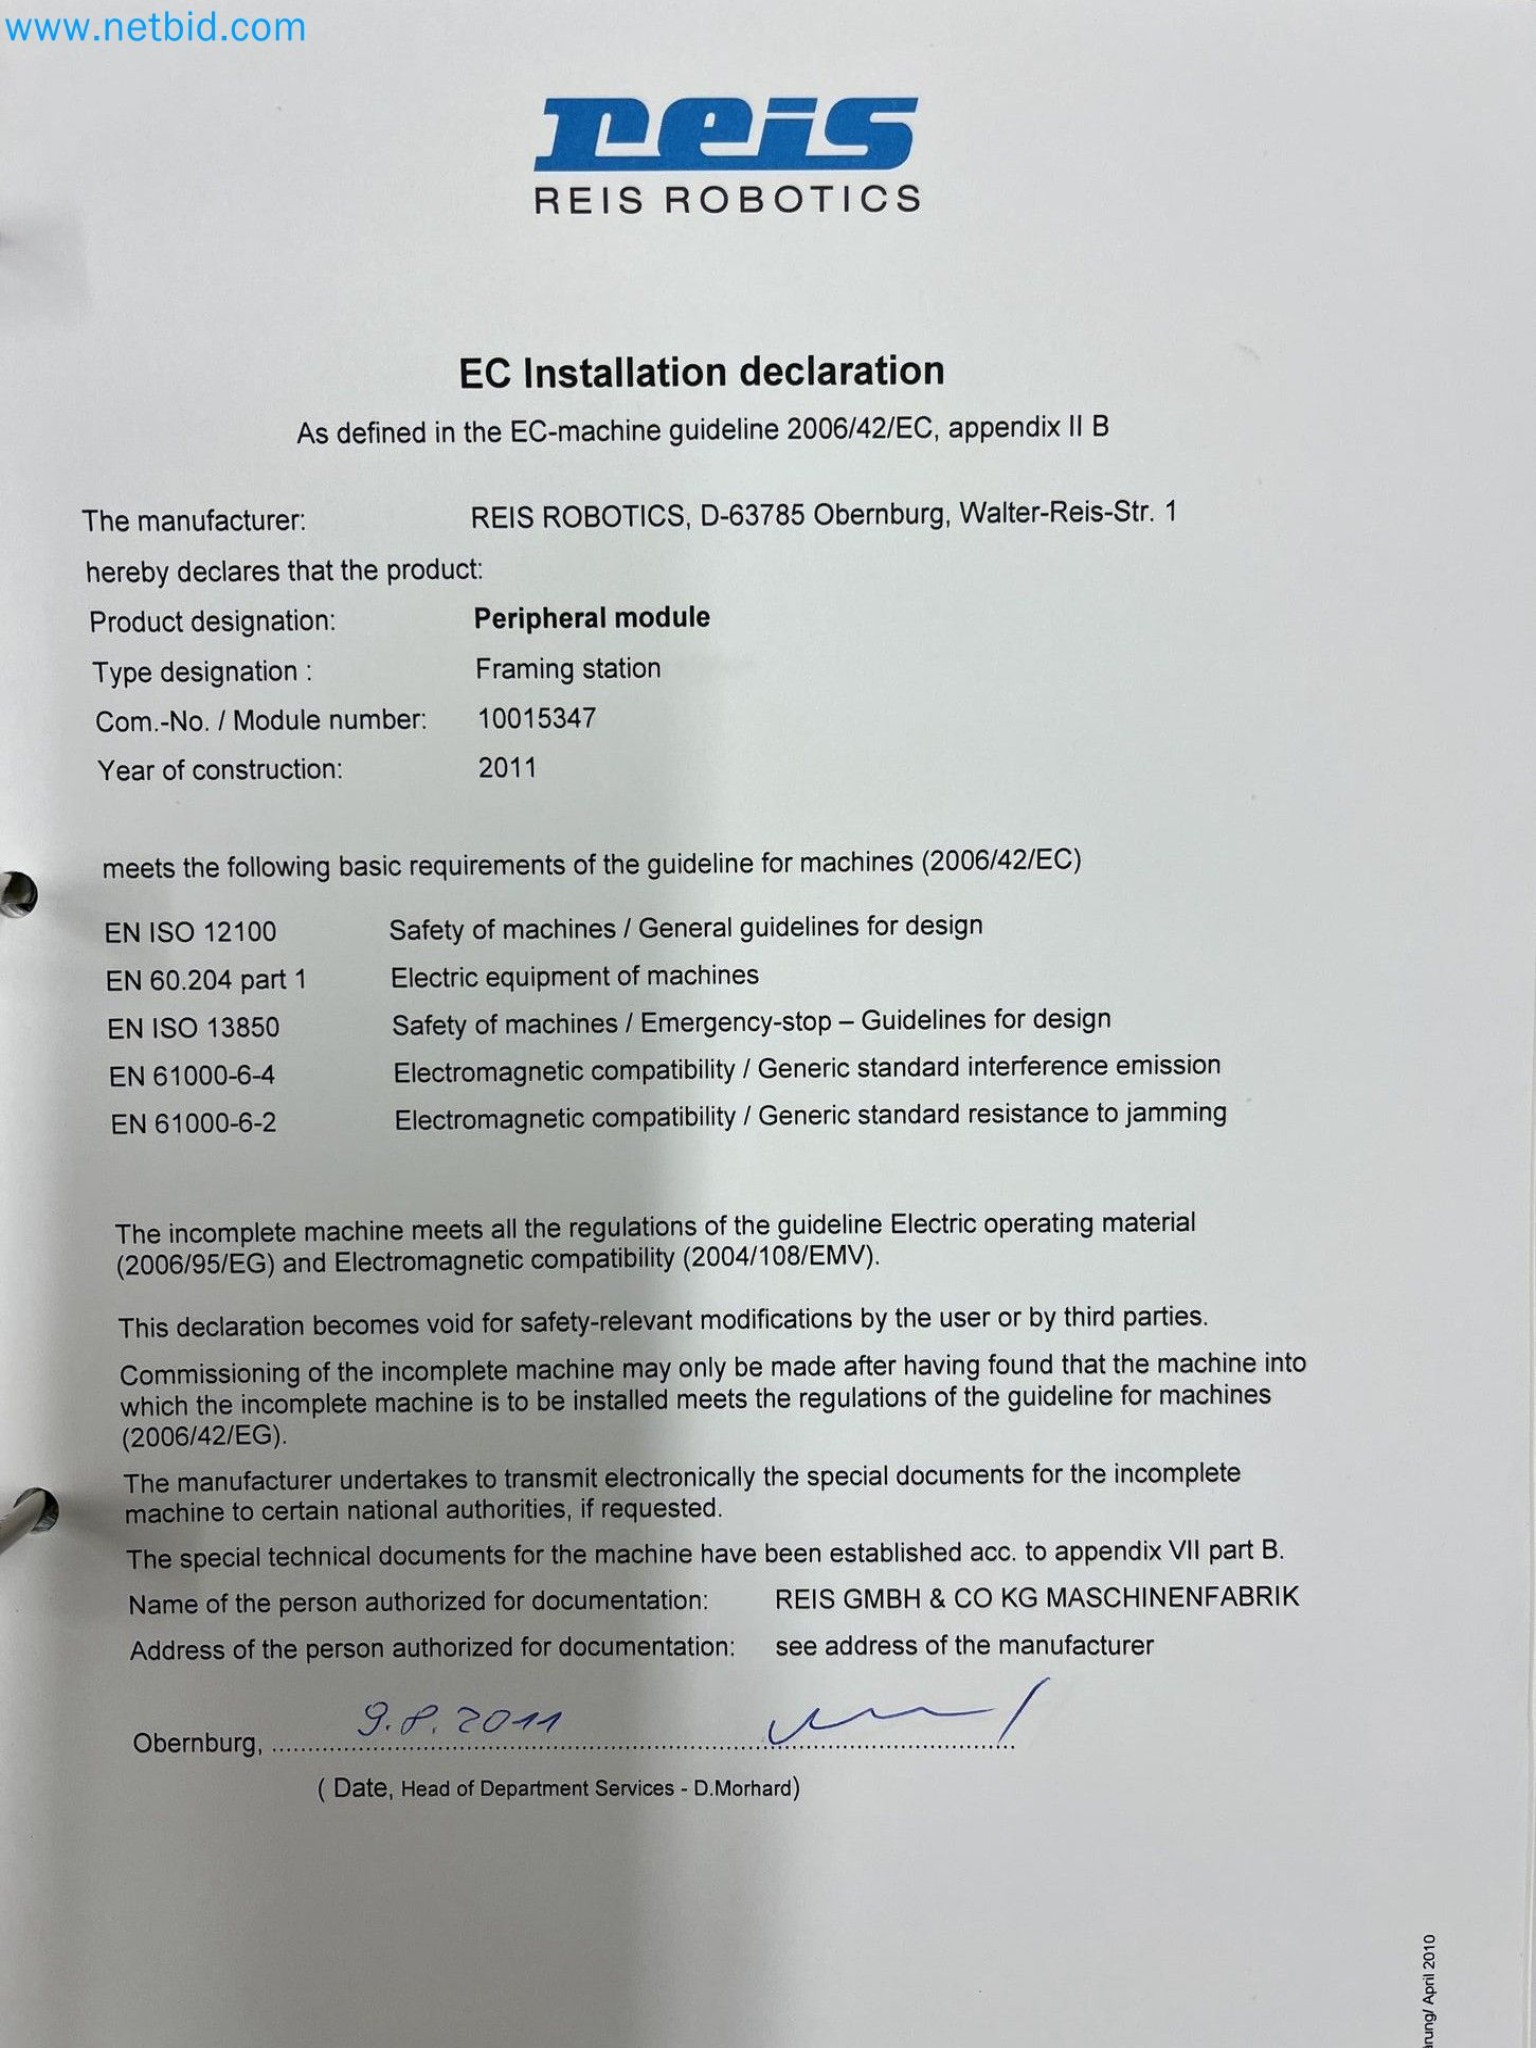 www.netbid.com
reis
REIS ROBOTICS
EC Installation declaration
As defined in the EC-machine guideline 2006/42/EC, appendix II B
The manufacturer: REIS ROBOTICS, D-63785 Obernburg, Walter-Reis-Str. 1
hereby declares that the product:
Product designation: Peripheral module
Type designation : Framing station
Com.-No. / Module number: 10015347
Year of construction: 2011
meets the following basic requirements of the guideline for machines (2006/42/EC)
EN ISO 12100 Safety of machines / General guidelines for design
EN 60.204 part 1 Electric equipment of machines
EN ISO 13850 Safety of machines / Emergency-stop – Guidelines for design
EN 61000-6-4 Electromagnetic compatibility / Generic standard interference emission
EN 61000-6-2 Electromagnetic compatibility / Generic standard resistance to jamming
The incomplete machine meets all the regulations of the guideline Electric operating material
(2006/95/EG) and Electromagnetic compatibility (2004/108/EMV).
This declaration becomes void for safety-relevant modifications by the user or by third parties.
Commissioning of the incomplete machine may only be made after having found that the machine into
which the incomplete machine is to be installed meets the regulations of the guideline for machines
(2006/42/EG).
The manufacturer undertakes to transmit electronically the special documents for the incomplete
machine to certain national authorities, if requested.
The special technical documents for the machine have been established acc. to appendix VII part B.
Name of the person authorized for documentation: REIS GMBH & CO KG MASCHINENFABRIK
Address of the person authorized for documentation: see address of the manufacturer
Obernburg, 9.8.2011
( Date, Head of Department Services - D.Morhard)
April 2010